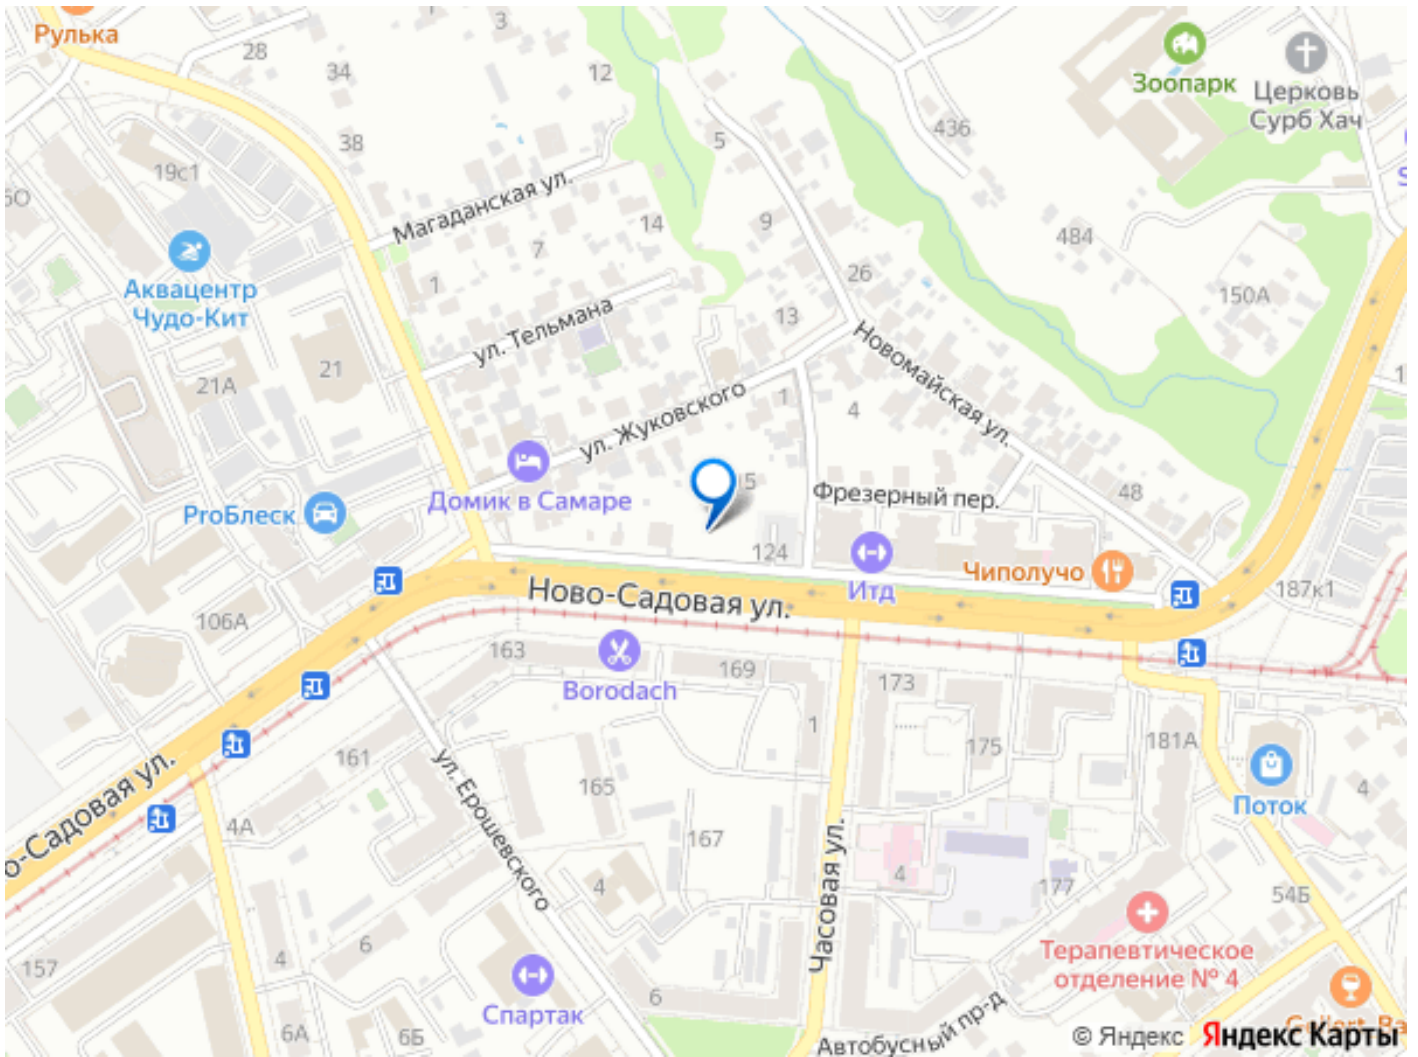 Рулька
28
34
3
1
12
38
5
436
Зоопарк
Церковь
Сурб Хач
19с1
Магаданская ул.
14
9
7
484
26
Аквацентр
Чудо-Кит
1
150А
ул. Тельмана
13
21
21А
Новомайская ул.
ул. Жуковского
1
4
Домик в Самаре
5
Фрезерный пер.
48
ProБлеск
124
Итд
Чиполучо
187к1
Ново-Садовая ул.
106А
163
Borodach
169
173
1
175
181А
161
165
ул. Ерошевского
Поток
4
4А
о-Садовая ул.
167
Часовая ул.
4
4
177
54Б
Терапевтическое
отделение № 4
157
4
6
Спартак
6
6А
6Б
Автобусный пр-д
© Яндекс Яндекс Карты